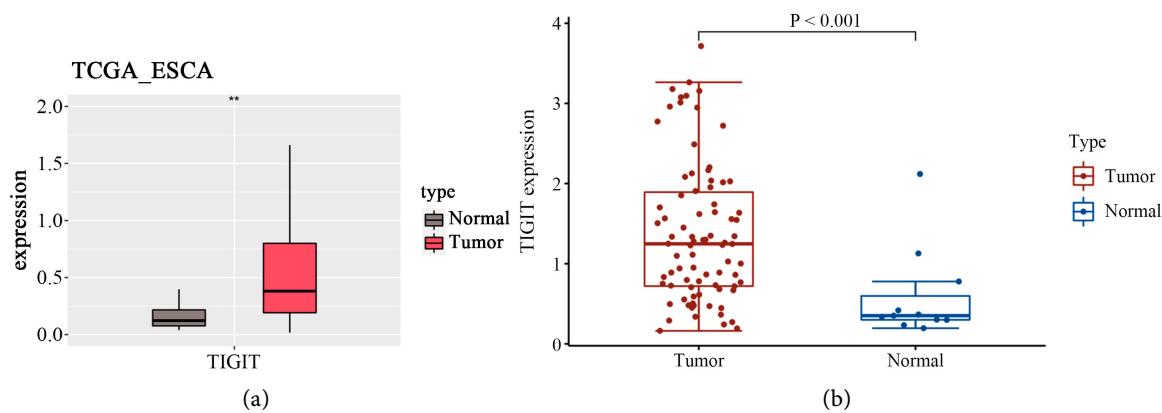 TCGA_ESCA
**
expression
2.0
1.5
1.0
0.5
0.0
TIGIT
type
Normal
Tumor
(a)
P < 0.001
TIGIT expression
4
3
2
1
0
Tumor
Normal
Type
Tumor
Normal
(b)